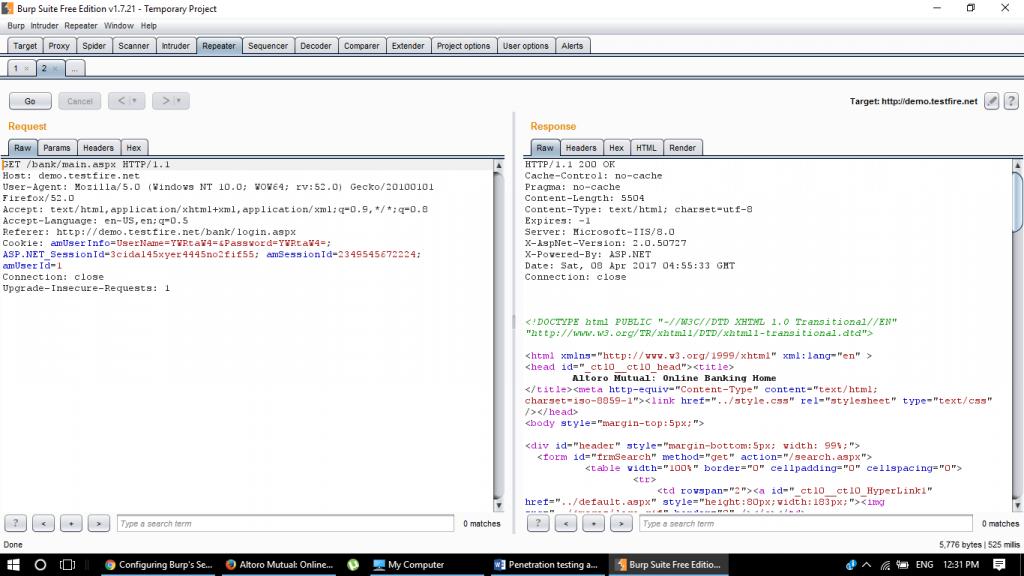 Burp Suite Free Edition v1.7.21 - Temporary Project
Burp Intruder Repeater Window Help
Target Proxy Spider Scanner Intruder Repeater Sequencer Decoder Comparer Extender Project options User options Alerts
1 × 2 × ...
Go Cancel < > Target: http://demo.testfire.net ?
Request
Raw Params Headers Hex
GET /bank/main.aspx HTTP/1.1
Host: demo.testfire.net
User-Agent: Mozilla/5.0 (Windows NT 10.0; WOW64; rv:52.0) Gecko/20100101
Firefox/52.0
Accept: text/html,application/xhtml+xml,application/xml;q=0.9,*/*;q=0.8
Accept-Language: en-US,en;q=0.5
Referer: http://demo.testfire.net/bank/login.aspx
Cookie: amUserInfo=UserName=YWRtaW4=&Password=YWRtaW4=;
ASP.NET_SessionId=3cidal45xyer4445no2fif55; amSessionId=2349545672224;
amUserId=1
Connection: close
Upgrade-Insecure-Requests: 1
? < + > Type a search term 0 matches
Response
Raw Headers Hex HTML Render
HTTP/1.1 200 OK
Cache-Control: no-cache
Pragma: no-cache
Content-Length: 5504
Content-Type: text/html; charset=utf-8
Expires: -1
Server: Microsoft-IIS/8.0
X-AspNet-Version: 2.0.50727
X-Powered-By: ASP.NET
Date: Sat, 08 Apr 2017 04:55:33 GMT
Connection: close
<!DOCTYPE html PUBLIC "-//W3C//DTD XHTML 1.0 Transitional//EN"
"http://www.w3.org/TR/xhtml1/DTD/xhtml1-transitional.dtd">
<html xmlns="http://www.w3.org/1999/xhtml" xml:lang="en" >
<head id="_ctl0__ctl0_head"><title>
Altoro Mutual: Online Banking Home
</title><meta http-equiv="Content-Type" content="text/html;
charset=iso-8859-1"><link href="../style.css" rel="stylesheet" type="text/css"
/></head>
<body style="margin-top:5px;">
<div id="header" style="margin-bottom:5px; width: 99%;">
<form id="frmSearch" method="get" action="/search.aspx">
<table width="100%" border="0" cellpadding="0" cellspacing="0">
<tr>
<td rowspan="2"><a id="_ctl0__ctl0_HyperLink1"
href="../default.aspx" style="height:80px;width:183px;"><img
? < + > Type a search term 0 matches
Done 5,776 bytes | 525 millis
Configuring Burp's Se... Altoro Mutual: Online... My Computer Penetration testing a... Burp Suite Free Editio... ENG 12:31 PM